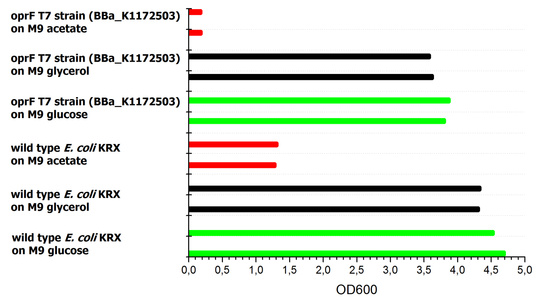 oprF T7 strain (BBa_K1172503)
on M9 acetate
oprF T7 strain (BBa_K1172503)
on M9 glycerol
oprF T7 strain (BBa_K1172503)
on M9 glucose
wild type E. coli KRX
on M9 acetate
wild type E. coli KRX
on M9 glycerol
wild type E. coli KRX
on M9 glucose
0,0 0,5 1,0 1,5 2,0 2,5 3,0 3,5 4,0 4,5 5,0
OD600